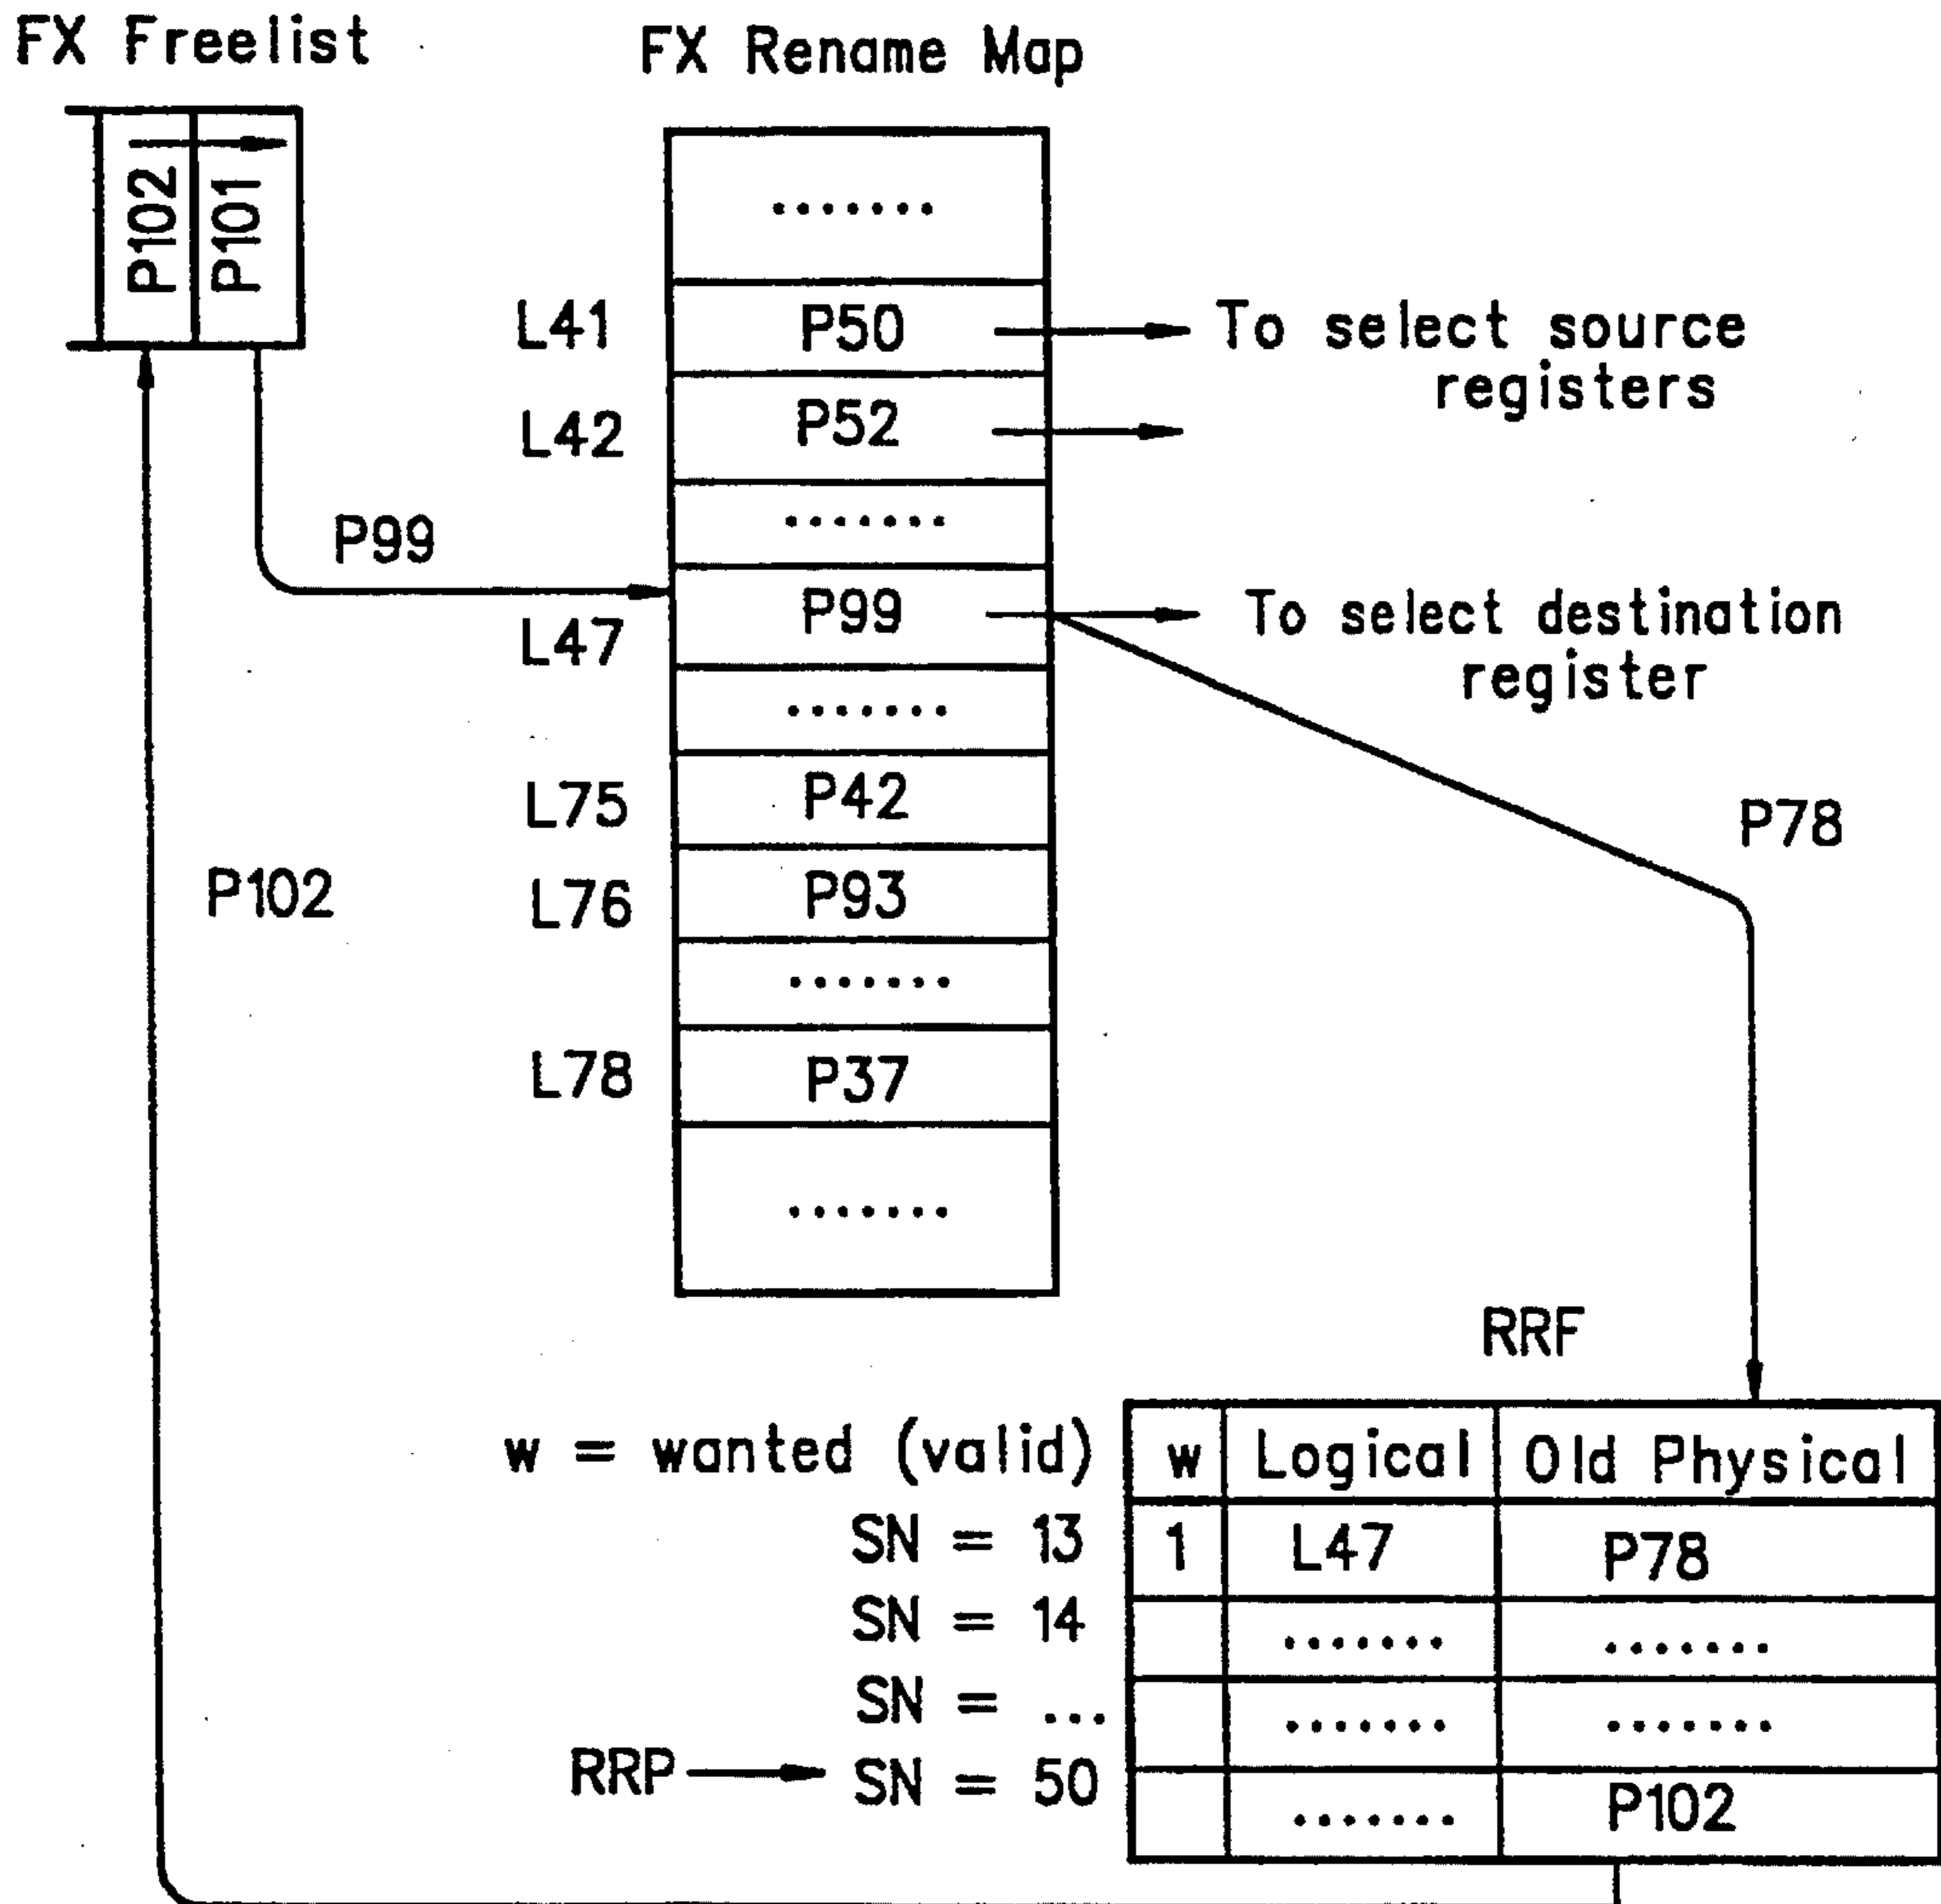 FX Freelist
FX Rename Map
P102
P101
.......
L41
P50
To select source
registers
L42
P52
.......
P99
P99
To select destination
register
L47
.......
L75
P42
P78
P102
L76
P93
.......
L78
P37
.......
RRF
w = wanted (valid)
w
Logical
Old Physical
SN = 13
1
L47
P78
SN = 14
.......
.......
SN = ...
.......
.......
RRP
SN = 50
.......
P102